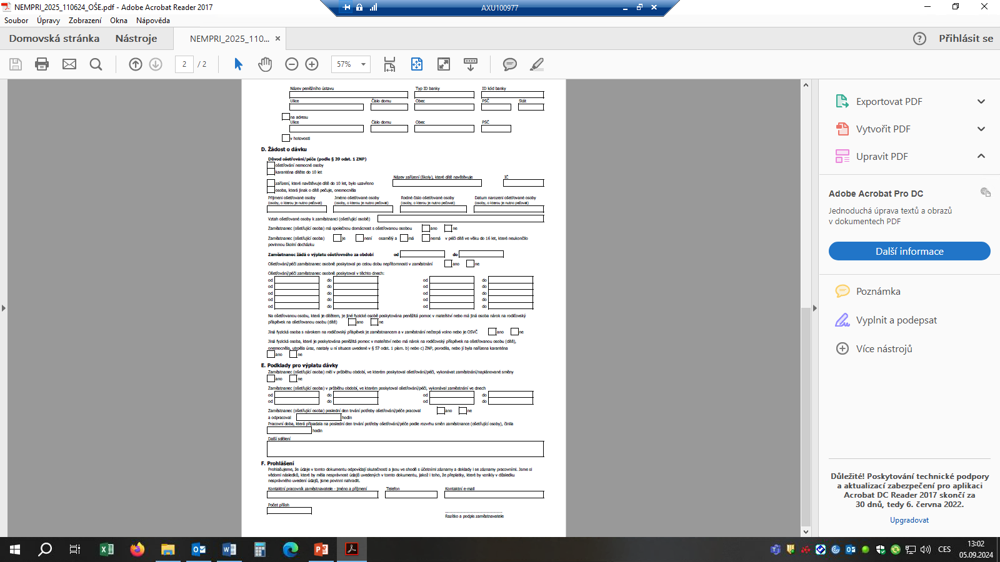 NEMPRI_2025_110624_OŠE.pdf - Adobe Acrobat Reader 2017
AXU100977
Soubor Úpravy Zobrazení Okna Nápověda
Domovská stránka Nástroje NEMPRI_2025_110... × Přihlásit se
2 / 2 57%
Název peněžního ústavu Typ ID banky ID kód banky
Ulice Číslo domu Obec PSČ Stát
na adresu
Ulice Číslo domu Obec PSČ
v hotovosti
D. Žádost o dávku
Důvod ošetřování/péče (podle § 39 odst. 1 ZNP)
ošetřování nemocné osoby
karanténa dítěte do 10 let
Název zařízení (školy), které dítě navštěvuje IČ
zařízení, které navštěvuje dítě do 10 let, bylo uzavřeno
osoba, která jinak o dítě pečuje, onemocněla
Příjmení ošetřované osoby Jméno ošetřované osoby Rodné číslo ošetřované osoby Datum narození ošetřované osoby
(osoby, o kterou je nutno pečovat) (osoby, o kterou je nutno pečovat) (osoby, o kterou je nutno pečovat) (osoby, o kterou je nutno pečovat)
Vztah ošetřované osoby k zaměstnanci (ošetřující osobě)
Zaměstnanec (ošetřující osoba) má společnou domácnost s ošetřovanou osobou ano ne
Zaměstnanec (ošetřující osoba) je není osamělý a má nemá v péči dítě ve věku do 16 let, které neukončilo
povinnou školní docházku
Zaměstnanec žádá o výplatu ošetřovného za období od do
Ošetřování/péči zaměstnanec osobně poskytoval po celou dobu nepřítomnosti v zaměstnání ano ne
Ošetřování/péči zaměstnanec osobně poskytoval v těchto dnech:
od do od do
od do od do
od do od do
od do od do
od do od do
Na ošetřovanou osobu, která je dítětem, je jiné fyzické osobě poskytována peněžitá pomoc v mateřství nebo má jiná osoba nárok na rodičovský
příspěvek na ošetřovanou osobu (dítě) ano ne
Jiná fyzická osoba s nárokem na rodičovský příspěvek je zaměstnancem a v zaměstnání nečerpá volno nebo je OSVČ ano ne
Jiná fyzická osoba, které je poskytována peněžitá pomoc v mateřství nebo má nárok na rodičovský příspěvek na ošetřovanou osobu (dítě),
onemocněla, utrpěla úraz, nastaly u ní situace uvedené v § 57 odst. 1 písm. b) nebo c) ZNP, porodila, nebo jí byla nařízena karanténa
ano ne
E. Podklady pro výplatu dávky
Zaměstnanec (ošetřující osoba) měl v průběhu období, ve kterém poskytoval ošetřování/péči, vykonávat zaměstnání/naplánované směny
ano ne
Zaměstnanec (ošetřující osoba) v průběhu období, ve kterém poskytoval ošetřování/péči, vykonával zaměstnání ve dnech
od do od do
od do od do
Zaměstnanec (ošetřující osoba) poslední den trvání potřeby ošetřování/péče pracoval ano ne
a odpracoval hodin
Pracovní doba, která připadala na poslední den trvání potřeby ošetřování/péče podle rozvrhu směn zaměstnance (ošetřující osoby), činila
hodin
Další sdělení
F. Prohlášení
Prohlašujeme, že údaje v tomto dokumentu odpovídají skutečnosti a jsou ve shodě s účetními záznamy a doklady i se záznamy pracovními. Jsme si
vědomi následků, které by měla nesprávnost údajů uvedených v tomto dokumentu, jakož i toho, že přeplatky, které by vznikly v důsledku
nesprávného uvedení údajů, jsme povinni nahradit.
Kontaktní pracovník zaměstnavatele - jméno a příjmení Telefon Kontaktní e-mail
Počet příloh
Razítko a podpis zaměstnavatele
Exportovat PDF
Vytvořit PDF
Upravit PDF
Adobe Acrobat Pro DC
Jednoduchá úprava textů a obrazů
v dokumentech PDF
Další informace
Poznámka
Vyplnit a podepsat
Více nástrojů
Důležité! Poskytování technické podpory
a aktualizací zabezpečení pro aplikaci
Acrobat DC Reader 2017 skončí za
30 dnů, tedy 6. června 2022.
Upgradovat
CES
13:02
05.09.2024